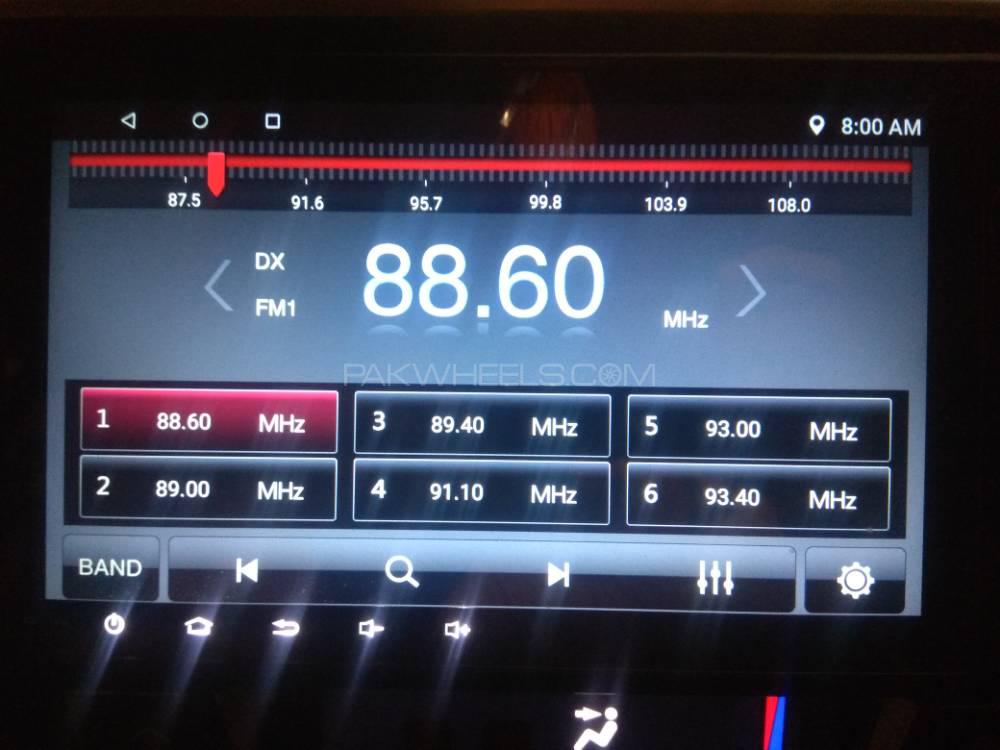 8:00 AM
87.5 91.6 95.7 99.8 103.9 108.0
DX
FM1
88.60
MHz
PAKWHEELS.COM
1 88.60 MHz
3 89.40 MHz
5 93.00 MHz
2 89.00 MHz
4 91.10 MHz
6 93.40 MHz
BAND